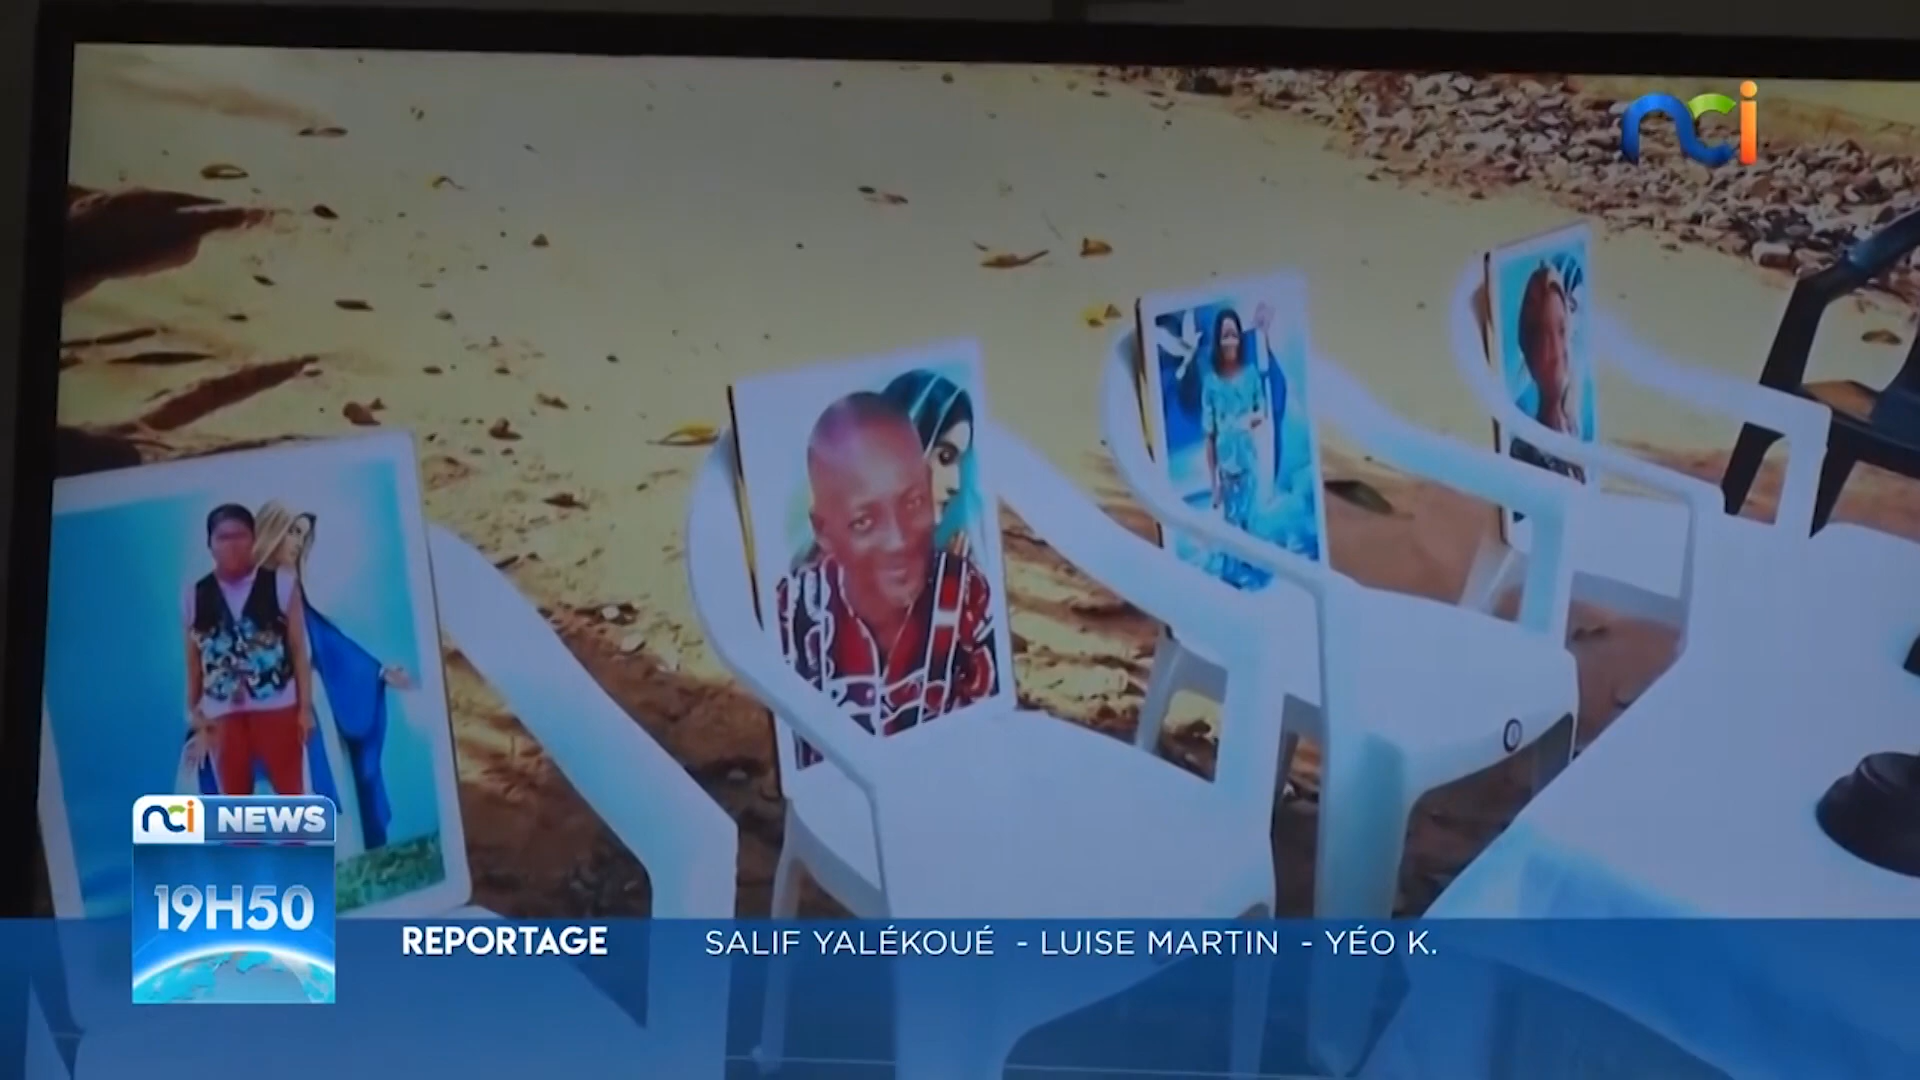 nci
nci NEWS
19H50
REPORTAGE SALIF YALÉKOUÉ - LUISE MARTIN - YÉO K.